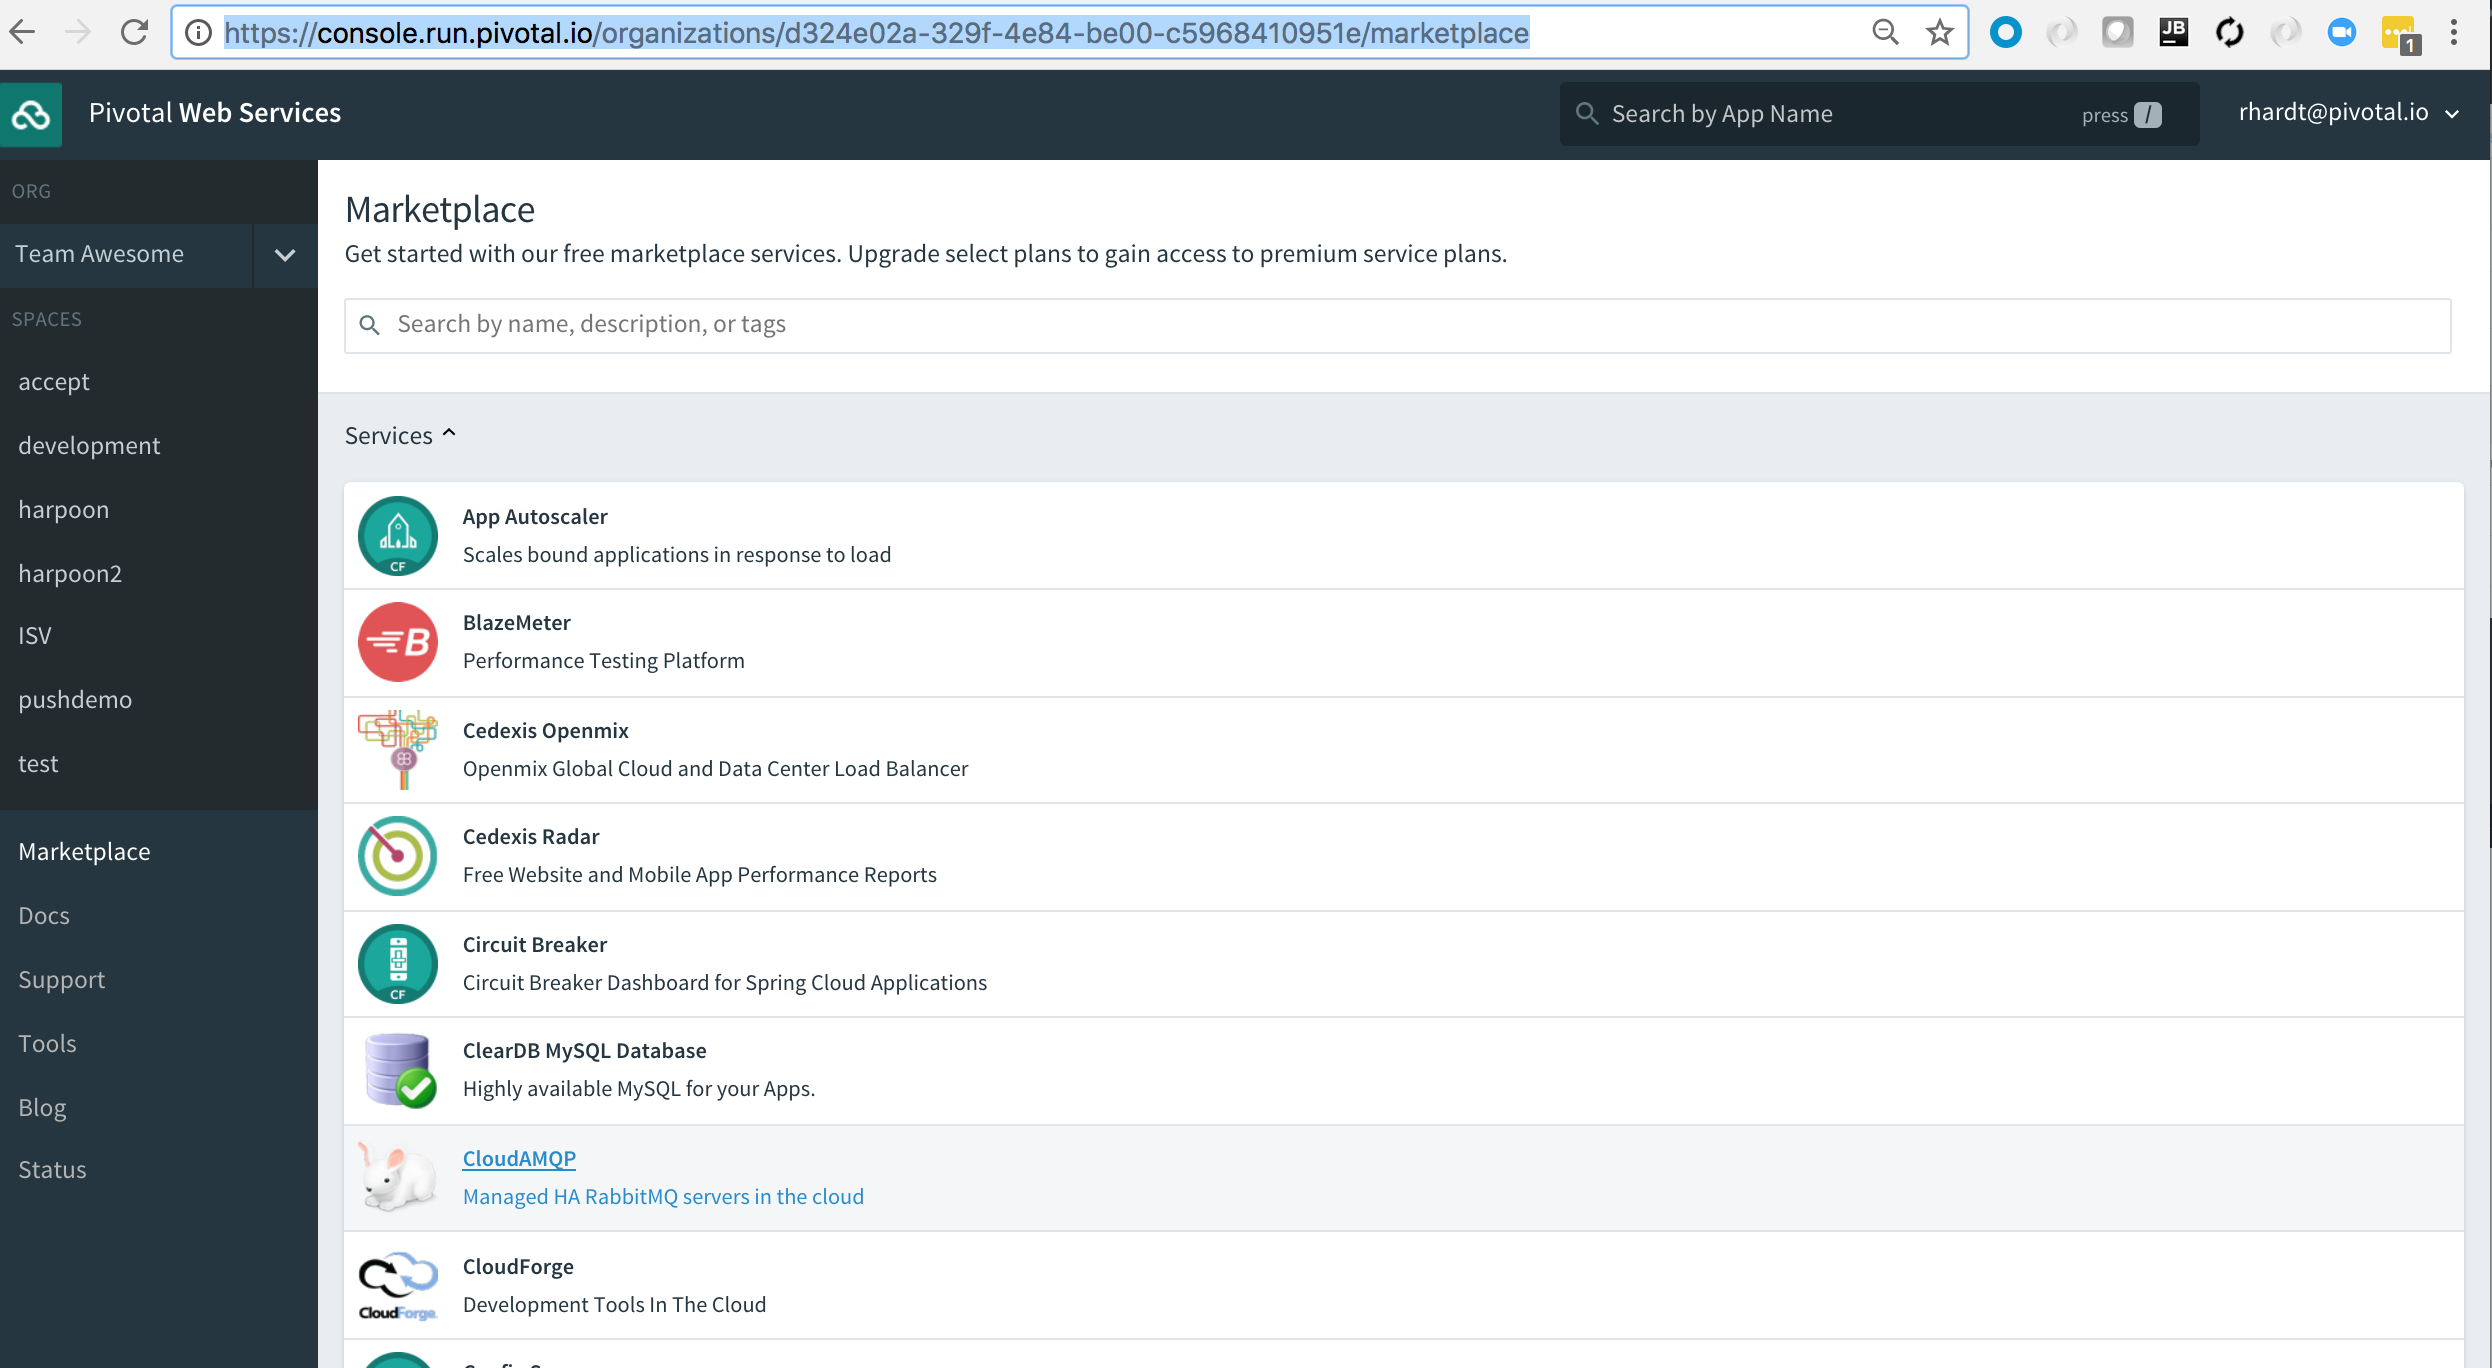 https://console.run.pivotal.io/organizations/d324e02a-329f-4e84-be00-c5968410951e/marketplace
JB
1
Pivotal Web Services
Search by App Name
press /
rhardt@pivotal.io
ORG
Team Awesome
SPACES
accept
development
harpoon
harpoon2
ISV
pushdemo
test
Marketplace
Docs
Support
Tools
Blog
Status
Marketplace
Get started with our free marketplace services. Upgrade select plans to gain access to premium service plans.
Search by name, description, or tags
Services
CF
App Autoscaler
Scales bound applications in response to load
B
BlazeMeter
Performance Testing Platform
Cedexis Openmix
Openmix Global Cloud and Data Center Load Balancer
Cedexis Radar
Free Website and Mobile App Performance Reports
CF
Circuit Breaker
Circuit Breaker Dashboard for Spring Cloud Applications
ClearDB MySQL Database
Highly available MySQL for your Apps.
CloudAMQP
Managed HA RabbitMQ servers in the cloud
CloudForge
CloudForge
Development Tools In The Cloud